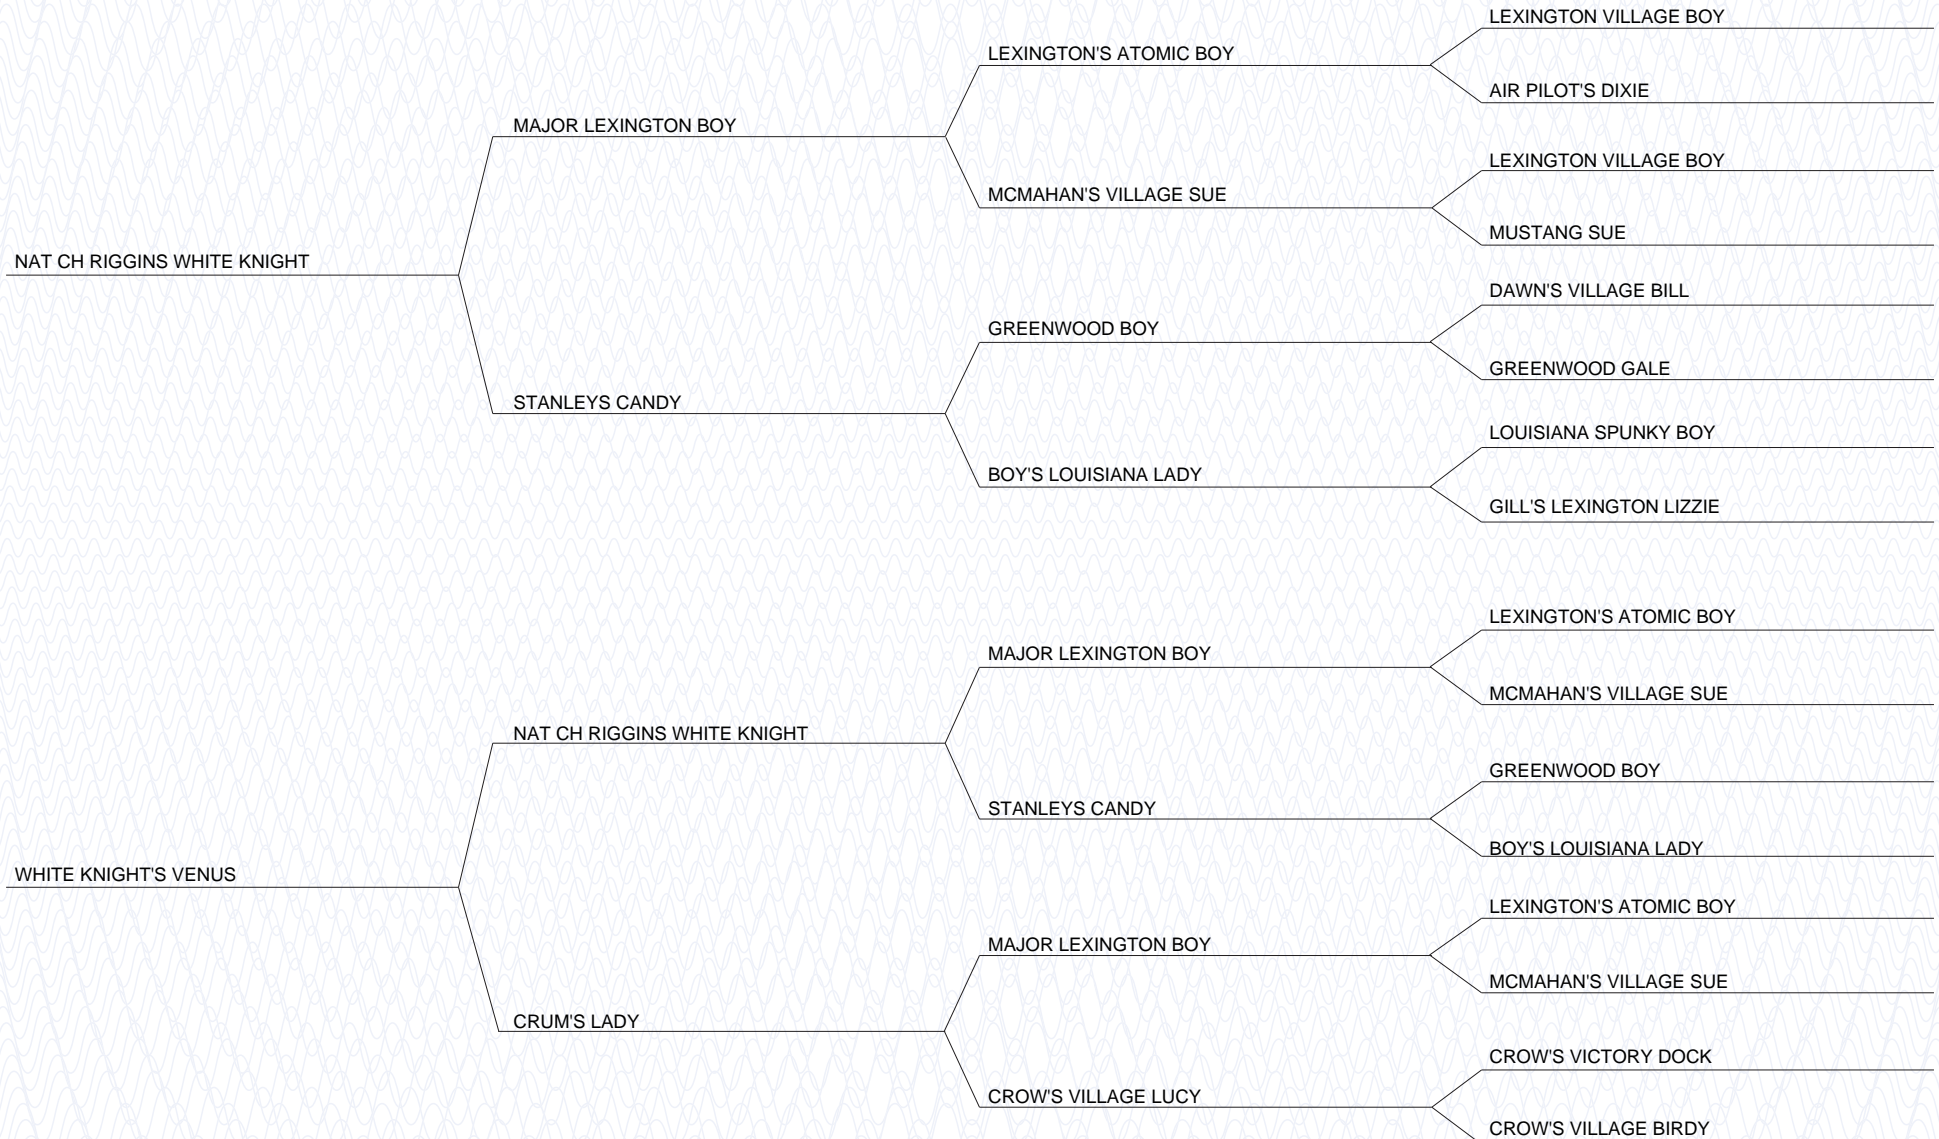 LEXINGTON VILLAGE BOY
LEXINGTON'S ATOMIC BOY
AIR PILOT'S DIXIE
MAJOR LEXINGTON BOY
LEXINGTON VILLAGE BOY
MCMAHAN'S VILLAGE SUE
MUSTANG SUE
NAT CH RIGGINS WHITE KNIGHT
DAWN'S VILLAGE BILL
GREENWOOD BOY
GREENWOOD GALE
STANLEYS CANDY
LOUISIANA SPUNKY BOY
BOY'S LOUISIANA LADY
GILL'S LEXINGTON LIZZIE
LEXINGTON'S ATOMIC BOY
MAJOR LEXINGTON BOY
MCMAHAN'S VILLAGE SUE
NAT CH RIGGINS WHITE KNIGHT
GREENWOOD BOY
STANLEYS CANDY
BOY'S LOUISIANA LADY
WHITE KNIGHT'S VENUS
LEXINGTON'S ATOMIC BOY
MAJOR LEXINGTON BOY
MCMAHAN'S VILLAGE SUE
CRUM'S LADY
CROW'S VICTORY DOCK
CROW'S VILLAGE LUCY
CROW'S VILLAGE BIRDY